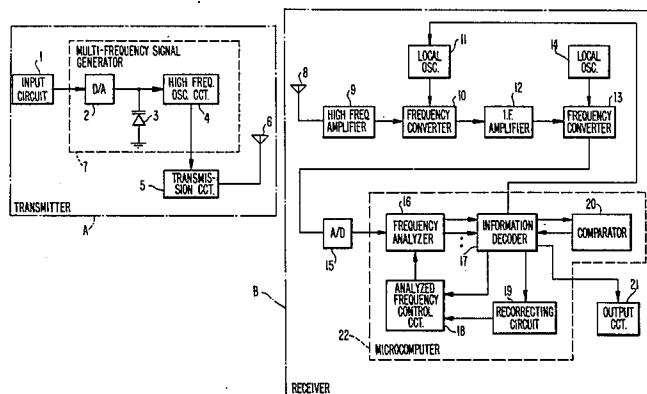 MULTI-FREQUENCY SIGNAL
GENERATOR
1
INPUT
CIRCUIT
D/A
2
3
HIGH FREQ.
OSC. CCT.
4
6
7
5
TRANSMIS-
SION CCT.
TRANSMITTER
A
8
9
HIGH FREQ.
AMPLIFIER
LOCAL
OSC.
11
FREQUENCY
CONVERTER
10
12
I.F.
AMPLIFIER
14
LOCAL
OSC.
13
FREQUENCY
CONVERTER
A/D
15
16
FREQUENCY
ANALYZER
INFORMATION
DECODER
17
20
COMPARATOR
ANALYZED
FREQUENCY
CONTROL
CCT.
18
19
RECORRECTING
CIRCUIT
21
OUTPUT
CCT.
22
MICROCOMPUTER
B
RECEIVER